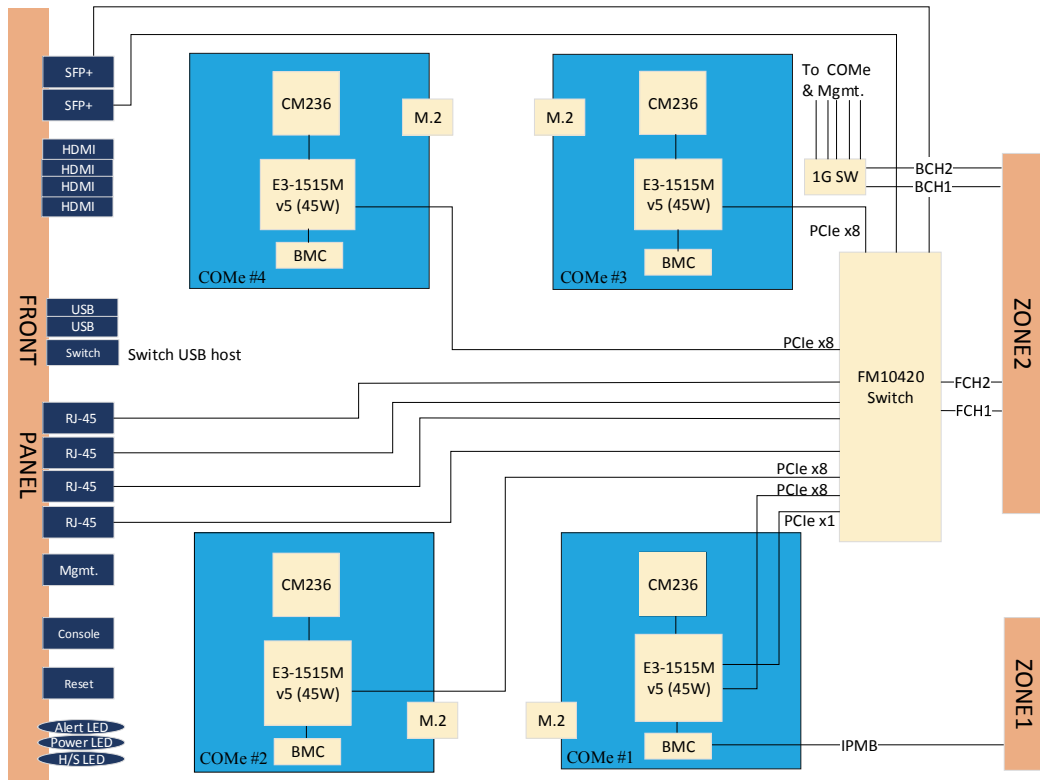 FRONT
PANEL
SFP+
SFP+
HDMI
HDMI
HDMI
HDMI
USB
USB
Switch
Switch USB host
RJ-45
RJ-45
RJ-45
RJ-45
Mgmt.
Console
Reset
Alert LED
Power LED
H/S LED
CM236
M.2
E3-1515M
v5 (45W)
BMC
COMe #4
M.2
CM236
E3-1515M
v5 (45W)
BMC
COMe #3
To COMe
& Mgmt.
1G SW
BCH2
BCH1
PCIe x8
PCIe x8
FM10420
Switch
FCH2
FCH1
ZONE2
PCIe x8
PCIe x8
PCIe x1
CM236
E3-1515M
v5 (45W)
M.2
BMC
COMe #2
CM236
E3-1515M
v5 (45W)
M.2
BMC
COMe #1
IPMB
ZONE1